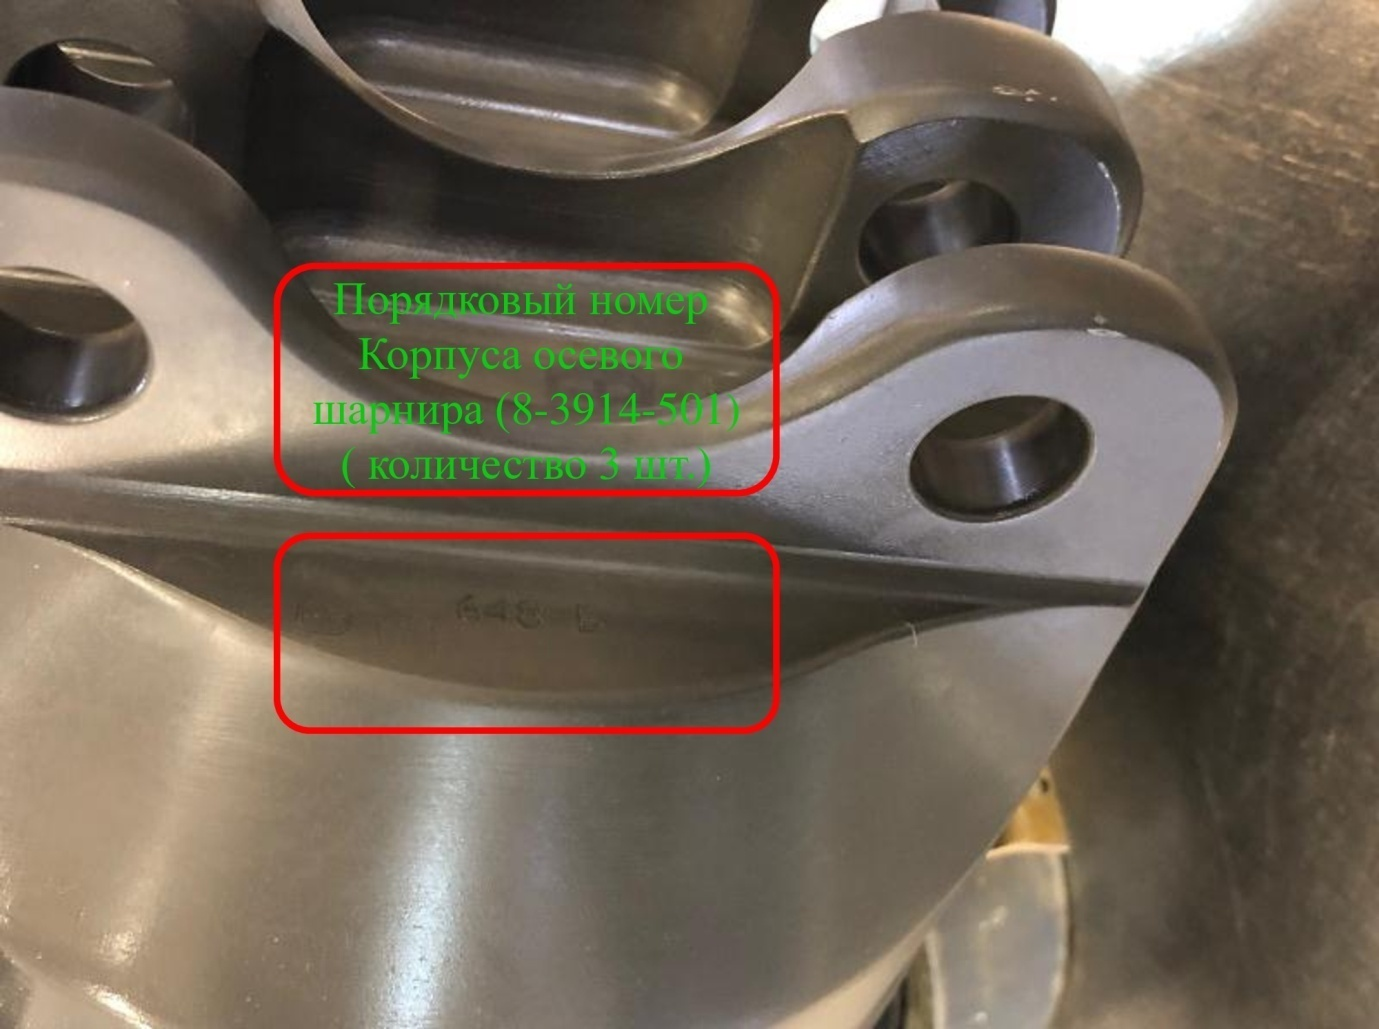 Порядковый номер
Корпуса осевого
шарнира (8-3914-501)
( количество 3 шт.)